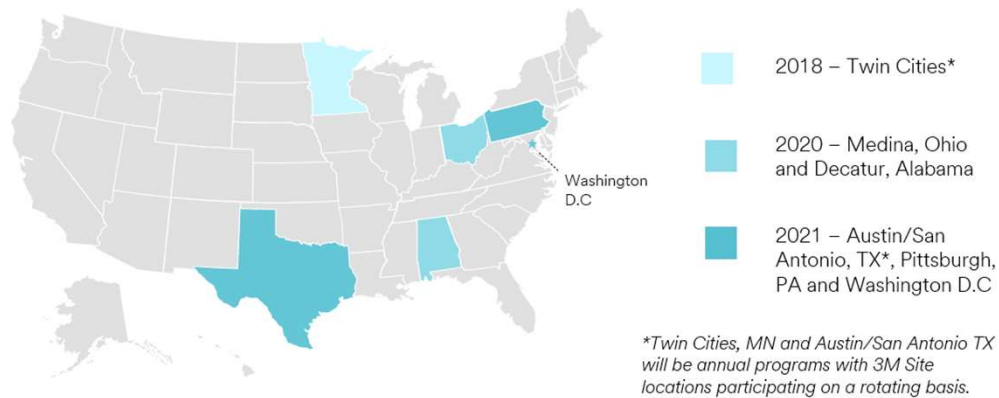 Washington
D.C
2018 – Twin Cities*
2020 – Medina, Ohio
and Decatur, Alabama
2021 – Austin/San
Antonio, TX*, Pittsburgh,
PA and Washington D.C
*Twin Cities, MN and Austin/San Antonio TX
will be annual programs with 3M Site
locations participating on a rotating basis.